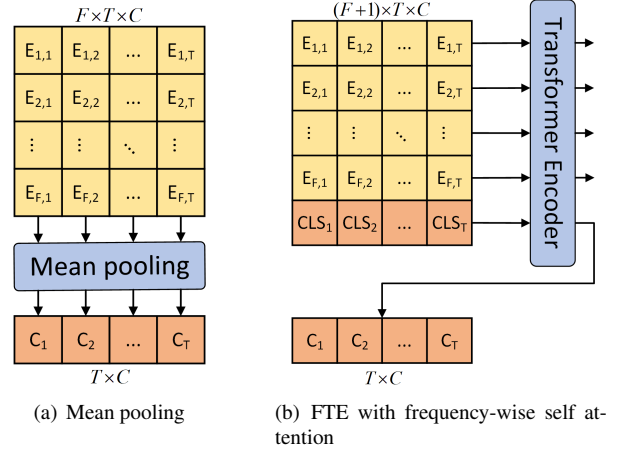 F×T×C
E1,1 E1,2 ... E1,T
E2,1 E2,2 ... E2,T
⋮ ⋮ ⋱ ⋮
EF,1 EF,2 ... EF,T
Mean pooling
C1 C2 ... CT
T×C
(a) Mean pooling
(F+1)×T×C
E1,1 E1,2 ... E1,T
E2,1 E2,2 ... E2,T
⋮ ⋮ ⋱ ⋮
EF,1 EF,2 ... EF,T
CLS1 CLS2 ... CLST
Transformer Encoder
C1 C2 ... CT
T×C
(b) FTE with frequency-wise self at-
tention